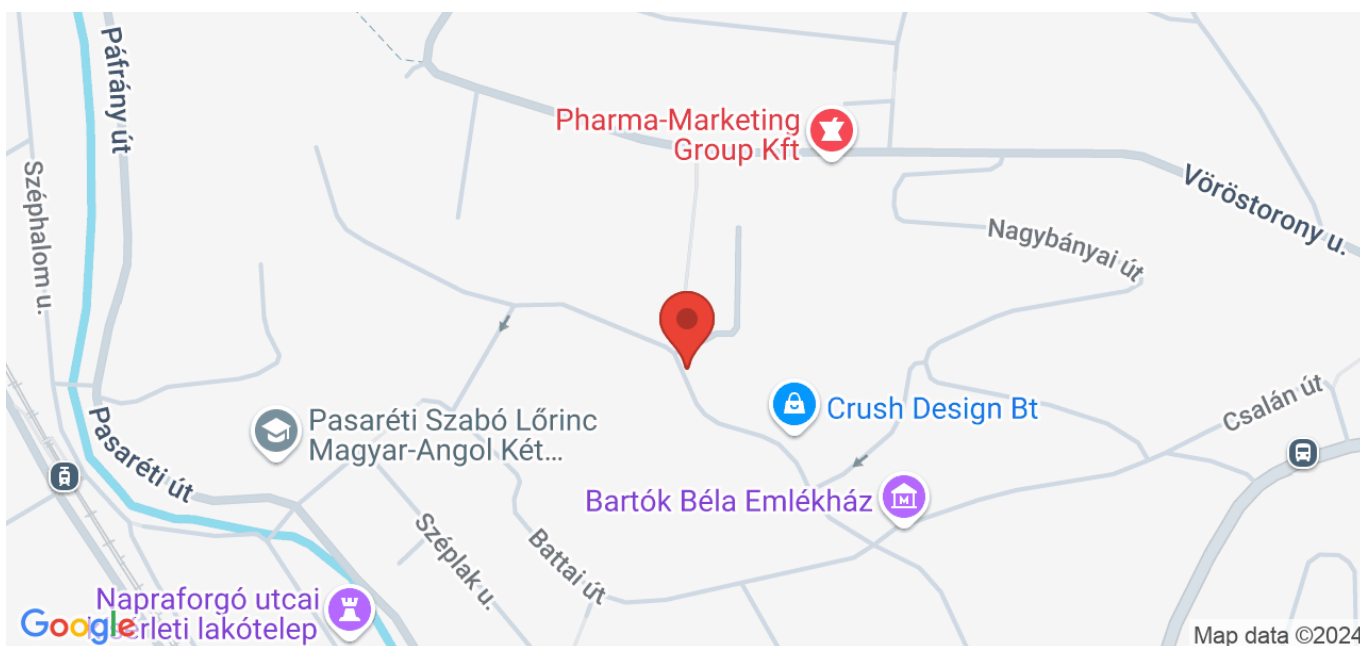 Páfrány út
Pharma-Marketing
Group Kft
Vöröstorony u.
Széphalom u.
Nagybányai út
Pasaréti út
Pasaréti Szabó Lőrinc
Magyar-Angol Két...
Crush Design Bt
Csalán út
Bartók Béla Emlékház
Széplak u.
Battai út
Napraforgó utcai
lakótelep
Google
Map data ©2024